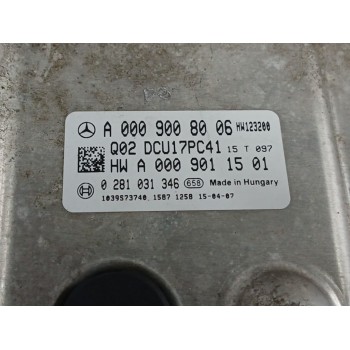 A 000 900 80 06 HW123200
Q02 DCU17PC41 15 T 097
HW A 000 901 15 01
0 281 031 346 658 Made in Hungary
1039S73740 1587 1258 15-04-07